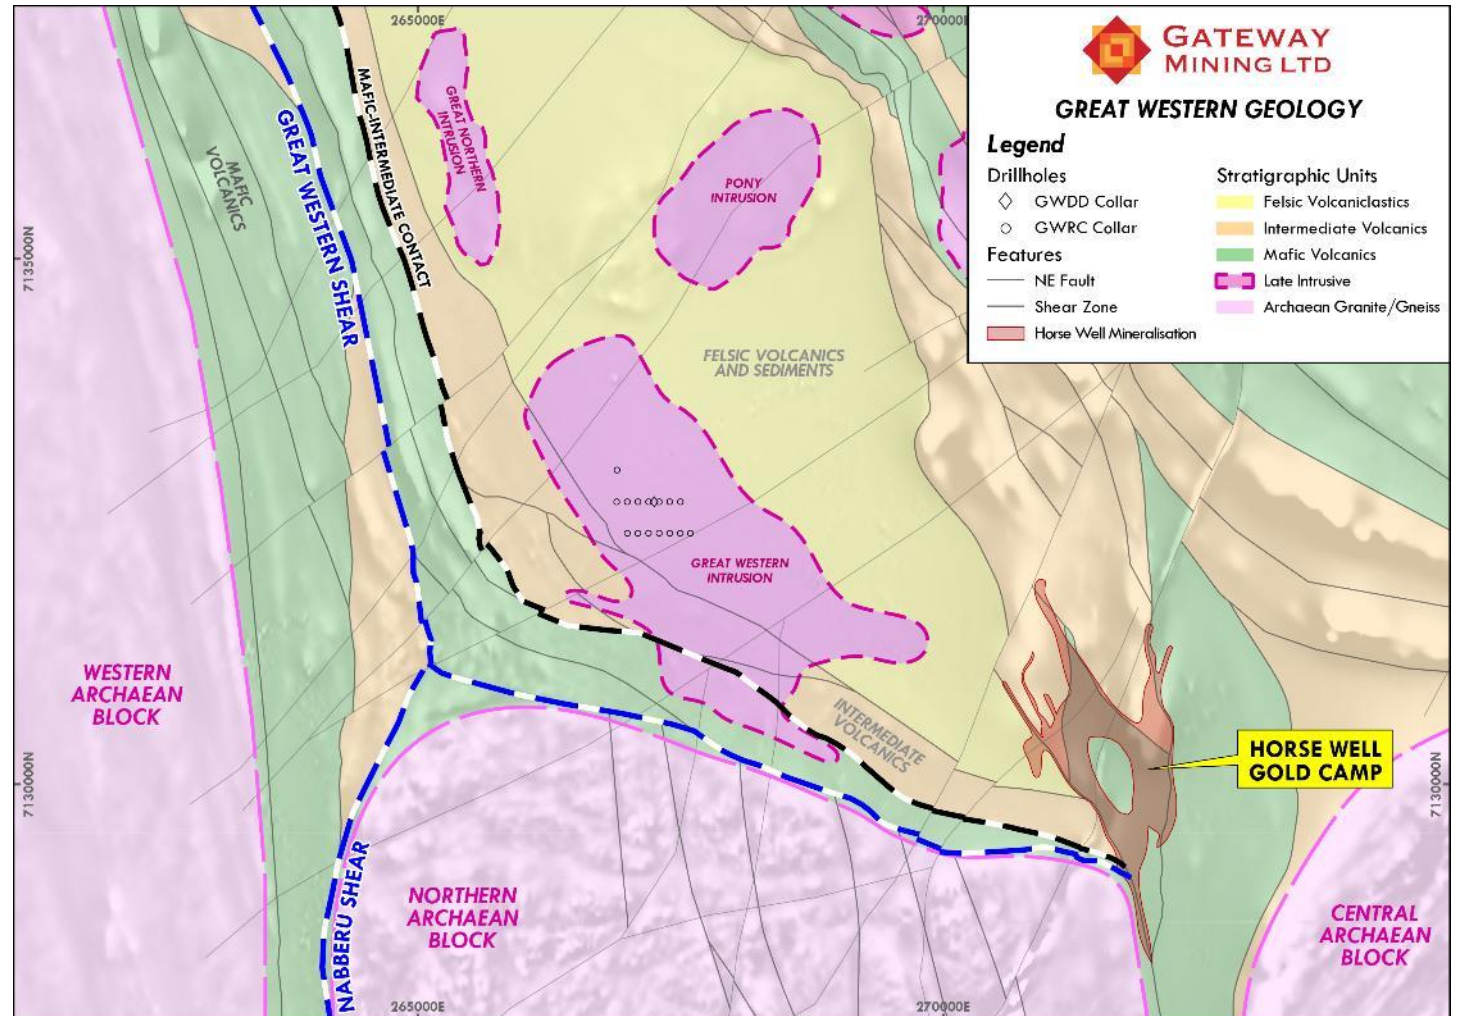 265000E
270000E
GATEWAY
MINING LTD
GREAT WESTERN GEOLOGY
Legend
Drillholes
GWDD Collar
GWRC Collar
Features
NE Fault
Shear Zone
Horse Well Mineralisation
Stratigraphic Units
Felsic Volcaniclastics
Intermediate Volcanics
Mafic Volcanics
Late Intrusive
Archaean Granite/Gneiss
MAFIC
VOLCANICS
GREAT WESTERN SHEAR
MAFIC-INTERMEDIATE CONTACT
GREAT NORTHERN
INTRUSION
PONY
INTRUSION
7135000N
FELSIC VOLCANICS
AND SEDIMENTS
GREAT WESTERN
INTRUSION
WESTERN
ARCHAEAN
BLOCK
INTERMEDIATE
VOLCANICS
HORSE WELL
GOLD CAMP
7130000N
7130000N
NABBERU SHEAR
NORTHERN
ARCHAEAN
BLOCK
CENTRAL
ARCHAEAN
BLOCK
265000E
270000E